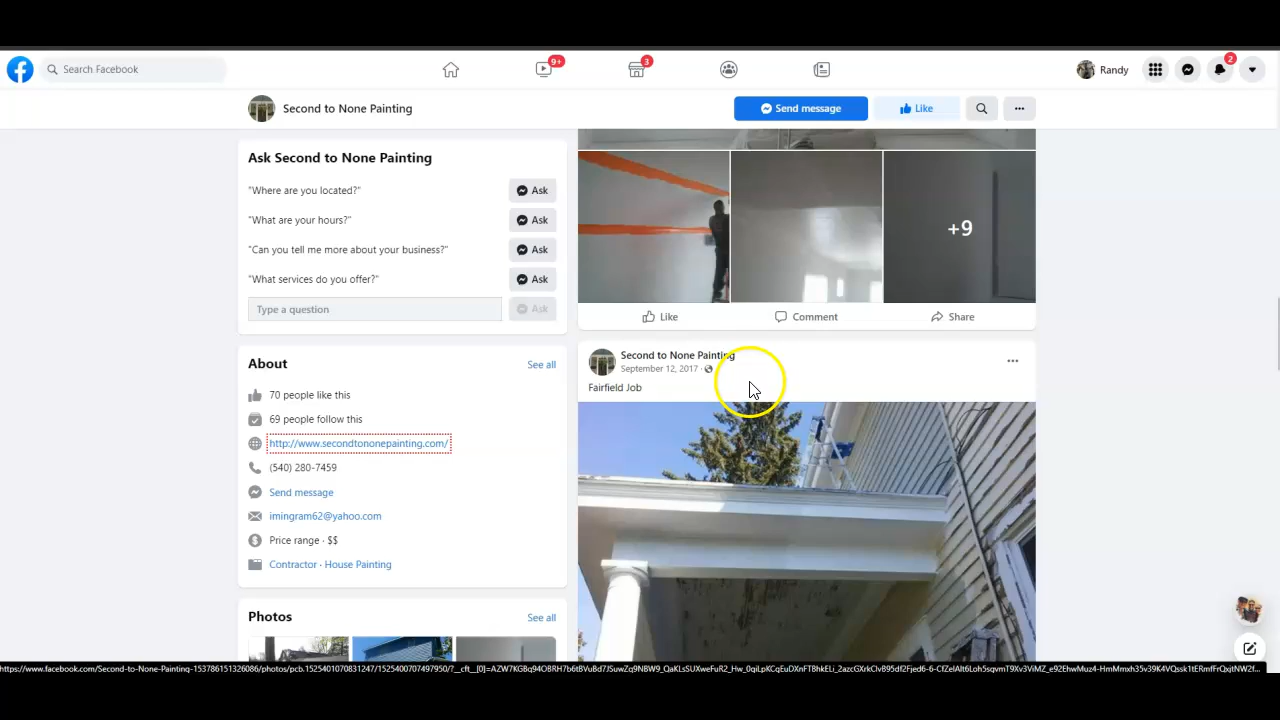 Search Facebook
9+
3
Randy
2
Second to None Painting
Send message
Like
Ask Second to None Painting
"Where are you located?"
Ask
"What are your hours?"
Ask
"Can you tell me more about your business?"
Ask
"What services do you offer?"
Ask
Type a question
Ask
About
See all
70 people like this
69 people follow this
http://www.secondtononepainting.com/
(540) 280-7459
Send message
imingram62@yahoo.com
Price range · $$
Contractor · House Painting
Photos
See all
+9
Like
Comment
Share
Second to None Painting
September 12, 2017 ·
Fairfield Job